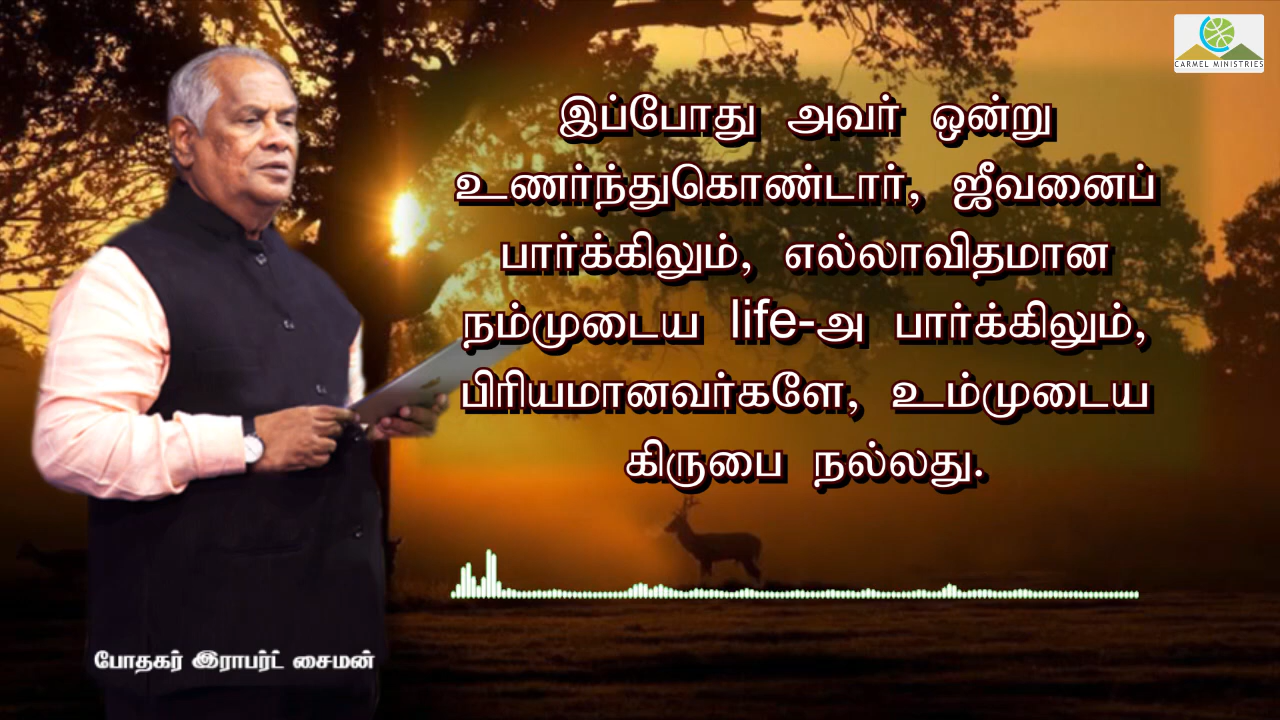 CARMEL MINISTRIES
இப்போது அவர் ஒன்று
உணர்ந்துகொண்டார், ஜீவனைப்
பார்க்கிலும், எல்லாவிதமான
நம்முடைய life-அ பார்க்கிலும்,
பிரியமானவர்களே, உம்முடைய
கிருபை நல்லது.
போதகர் இராபர்ட் சைமன்